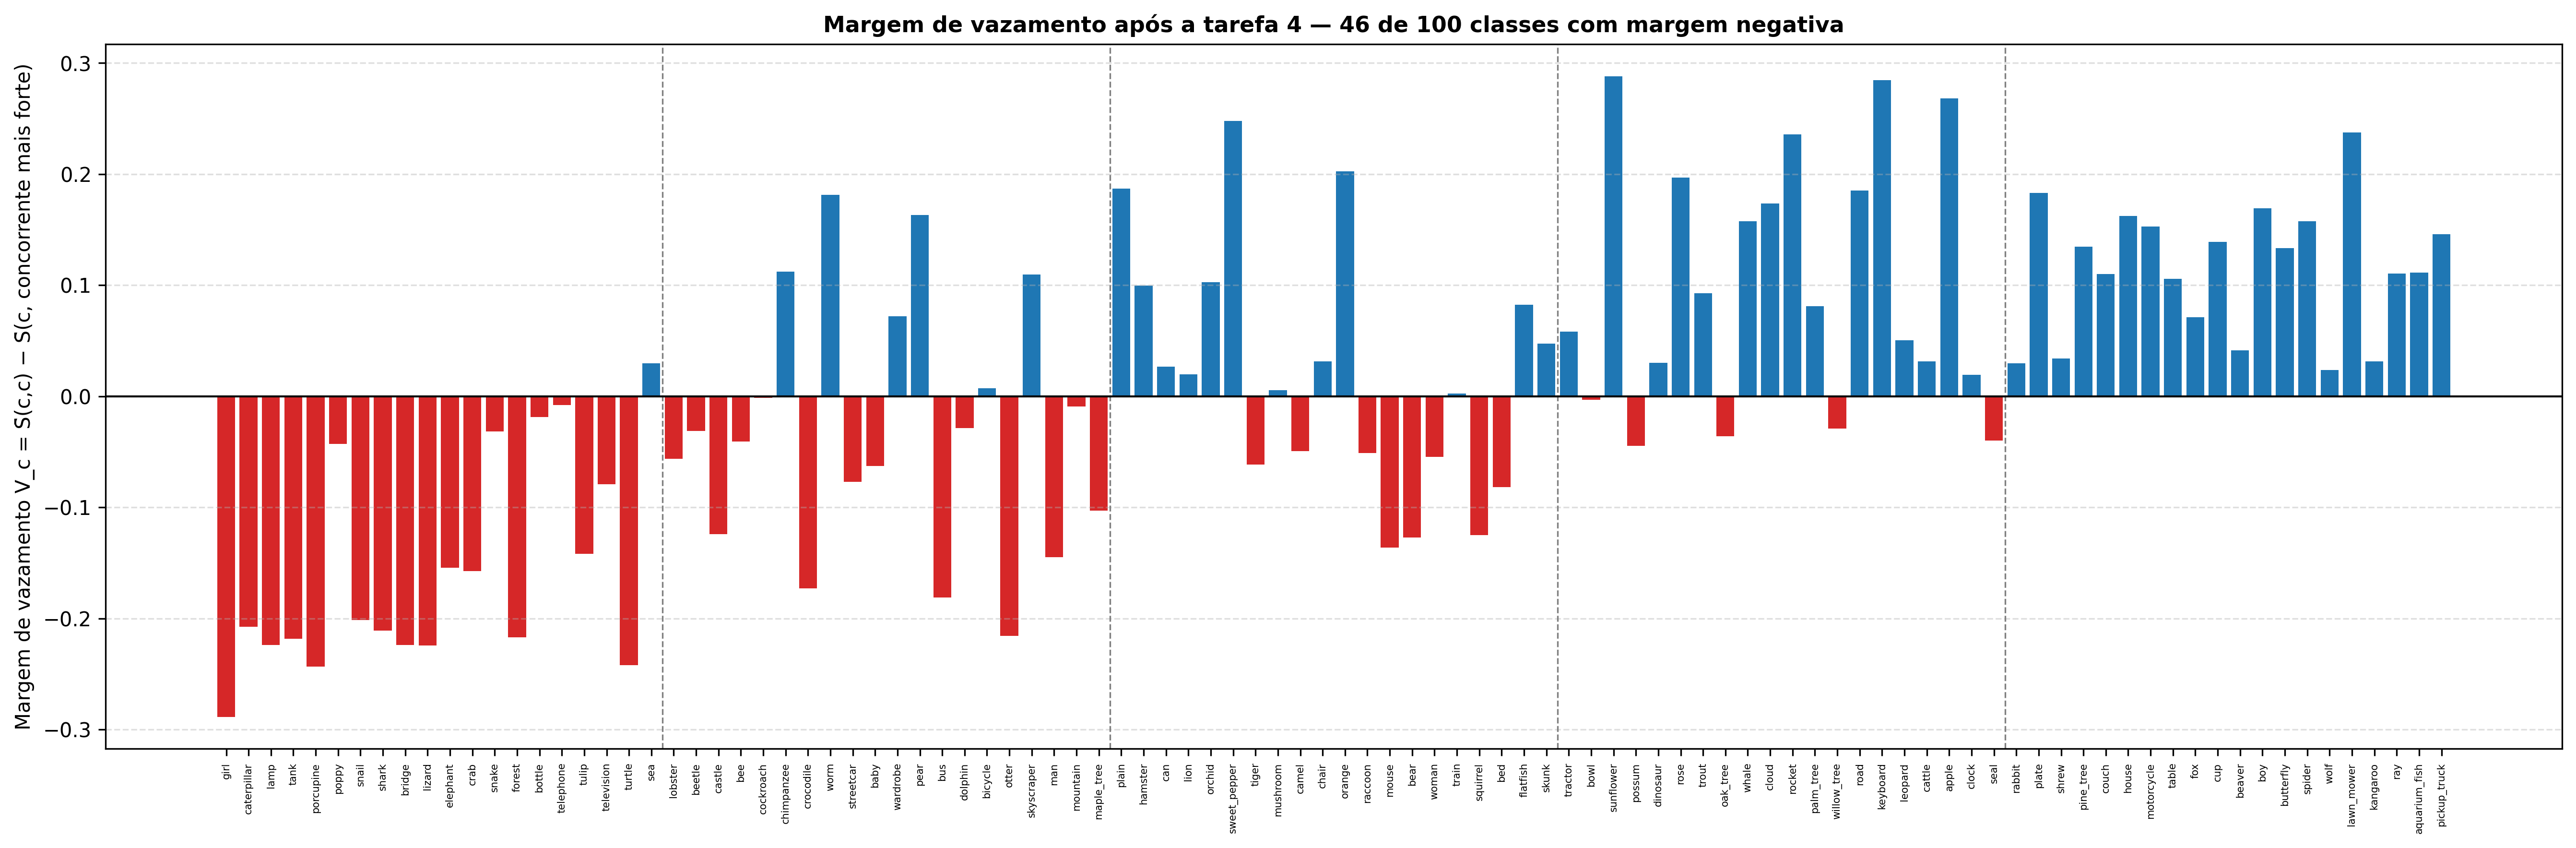 Margem de vazamento após a tarefa 4 — 46 de 100 classes com margem negativa
Margem de vazamento V_c = S(c,c) − S(c, concorrente mais forte)
0.3
0.2
0.1
0.0
−0.1
−0.2
−0.3
girl
caterpillar
lamp
tank
porcupine
poppy
snail
shark
bridge
lizard
elephant
crab
snake
forest
bottle
telephone
tulip
television
turtle
sea
lobster
beetle
castle
bee
cockroach
chimpanzee
crocodile
worm
streetcar
baby
wardrobe
pear
bus
dolphin
bicycle
otter
skyscraper
man
mountain
maple_tree
plain
hamster
can
lion
orchid
sweet_pepper
tiger
mushroom
camel
chair
orange
raccoon
mouse
bear
woman
train
squirrel
bed
flatfish
skunk
tractor
bowl
sunflower
possum
dinosaur
rose
trout
oak_tree
whale
cloud
rocket
palm_tree
willow_tree
road
keyboard
leopard
cattle
apple
clock
seal
rabbit
plate
shrew
pine_tree
couch
house
motorcycle
table
fox
cup
beaver
boy
butterfly
spider
wolf
lawn_mower
kangaroo
ray
aquarium_fish
pickup_truck